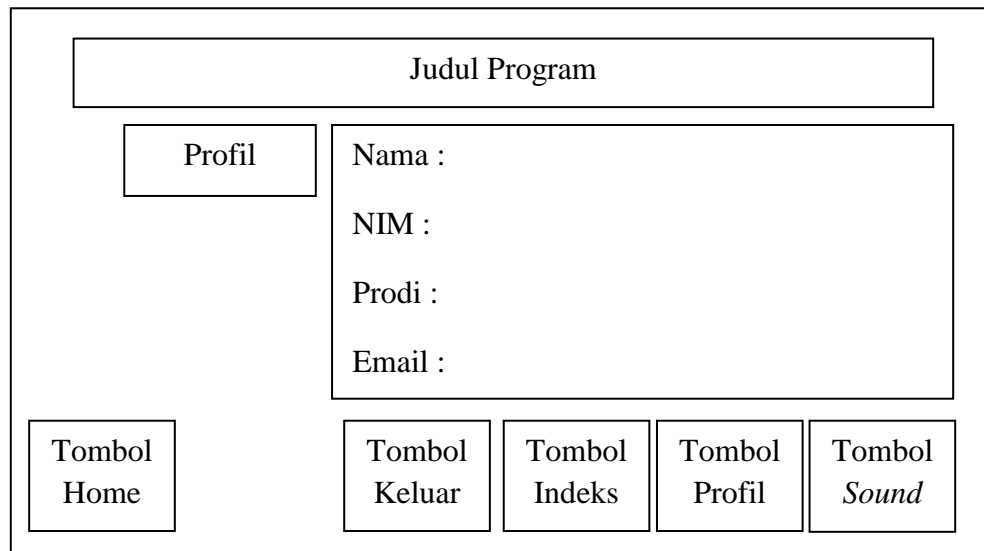 Judul Program
Profil
Nama :
NIM :
Prodi :
Email :
Tombol
Home
Tombol
Keluar
Tombol
Indeks
Tombol
Profil
Tombol
Sound